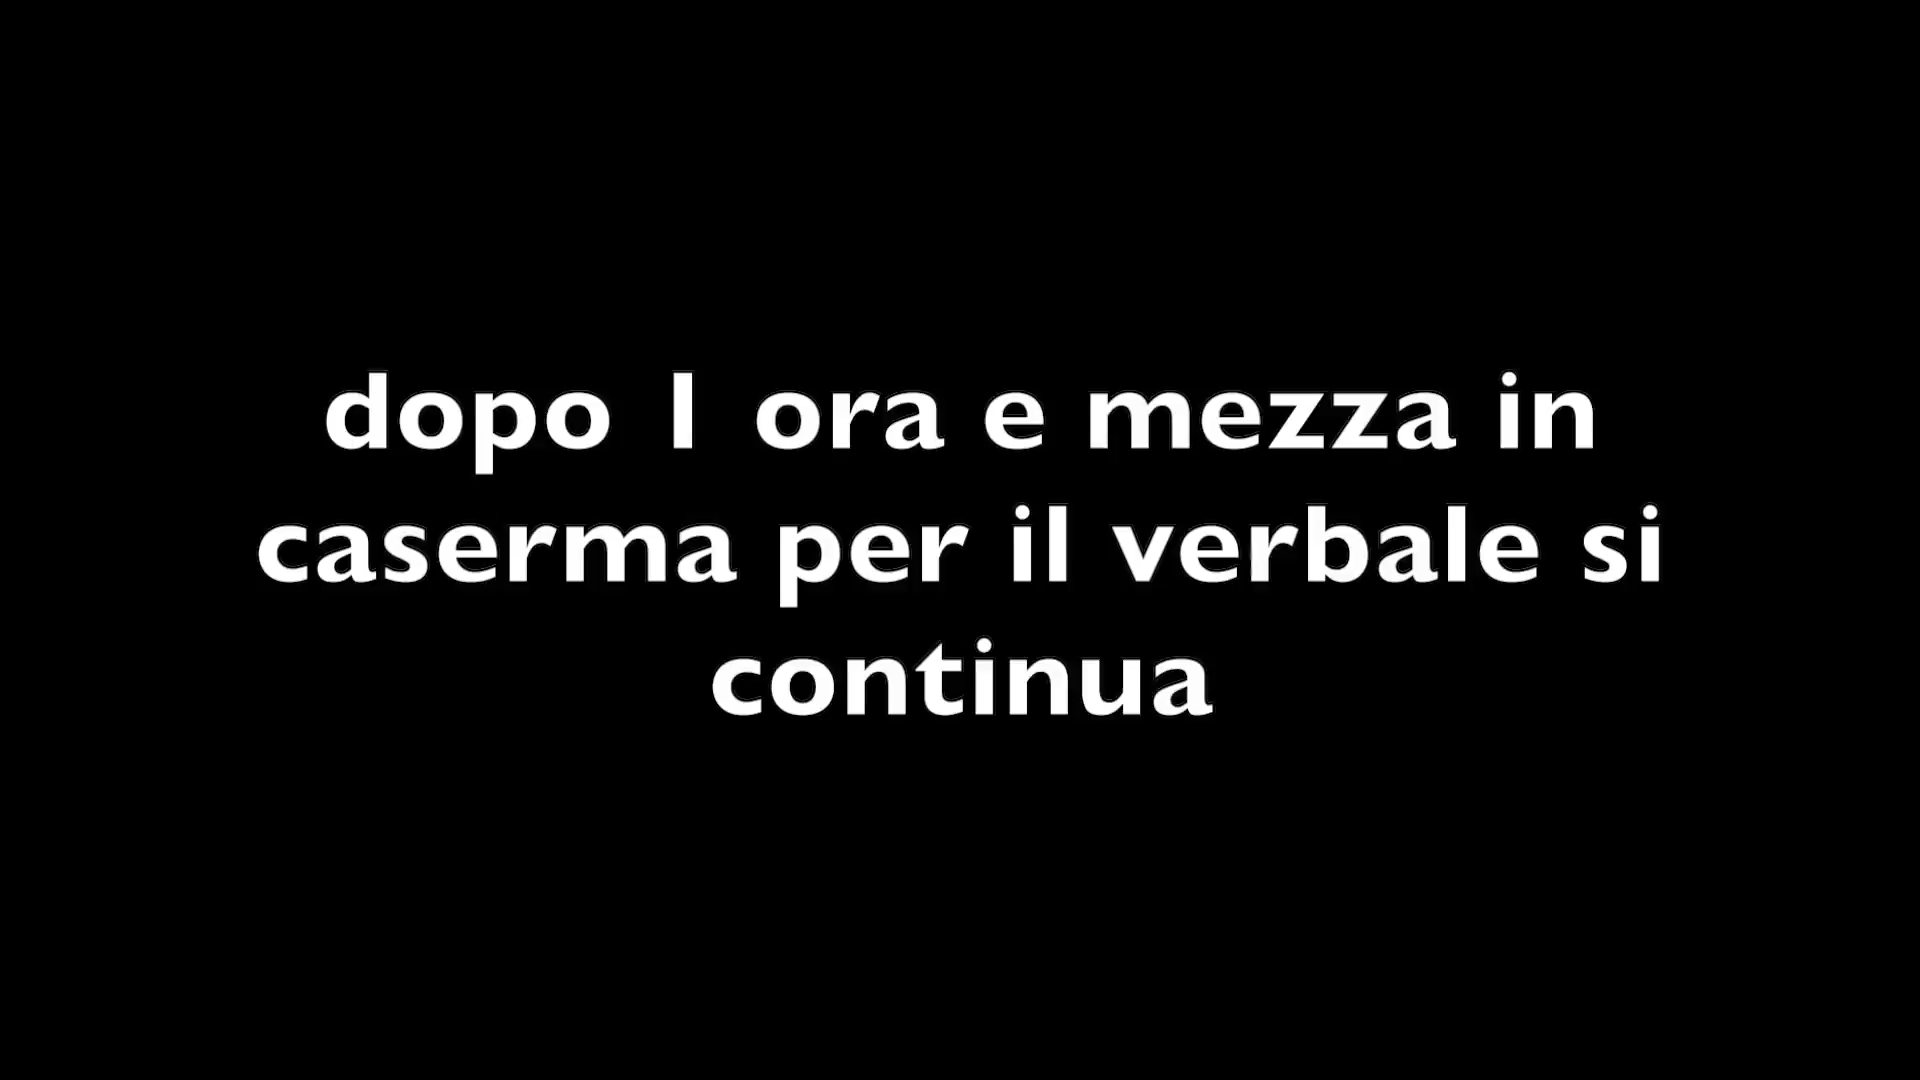 dopo 1 ora e mezza in
caserma per il verbale si
continua